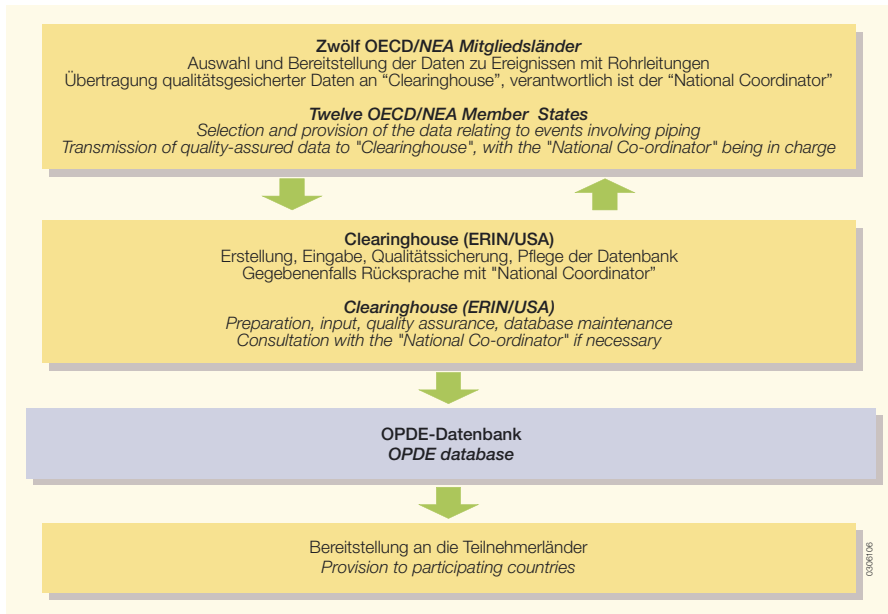 Zwölf OECD/NEA Mitgliedsländer
Auswahl und Bereitstellung der Daten zu Ereignissen mit Rohrleitungen
Übertragung qualitätsgesicherter Daten an “Clearinghouse”, verantwortlich ist der “National Coordinator”
Twelve OECD/NEA Member States
Selection and provision of the data relating to events involving piping
Transmission of quality-assured data to "Clearinghouse", with the "National Co-ordinator" being in charge
Clearinghouse (ERIN/USA)
Erstellung, Eingabe, Qualitätssicherung, Pflege der Datenbank
Gegebenenfalls Rücksprache mit "National Coordinator”
Clearinghouse (ERIN/USA)
Preparation, input, quality assurance, database maintenance
Consultation with the "National Co-ordinator" if necessary
OPDE-Datenbank
OPDE database
Bereitstellung an die Teilnehmerländer
Provision to participating countries
0306106